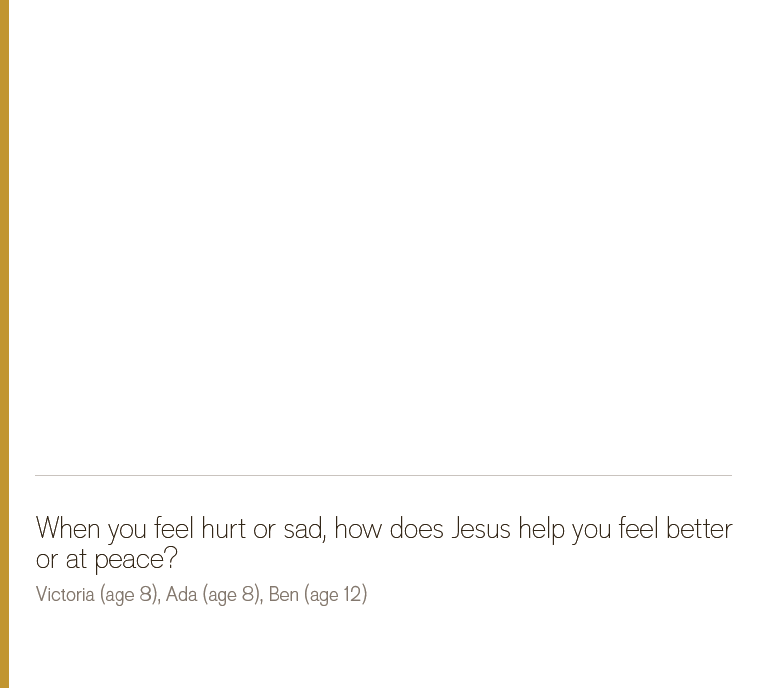 When you feel hurt or sad, how does Jesus help you feel better
or at peace?
Victoria (age 8), Ada (age 8), Ben (age 12)